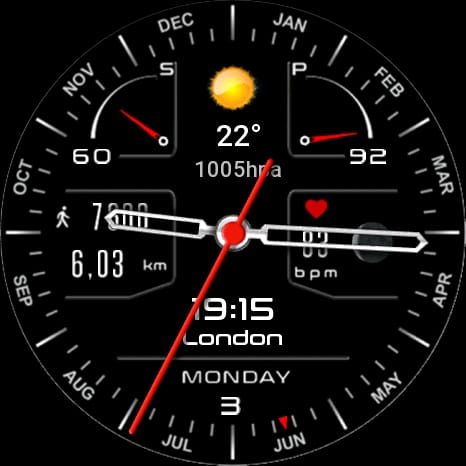 DEC JAN
NOV FEB
S P
60 92
22°
1005hpa
OCT MAR
6,03 km
bpm
SEP APR
19:15
London
MONDAY
3
AUG MAY
JUL JUN